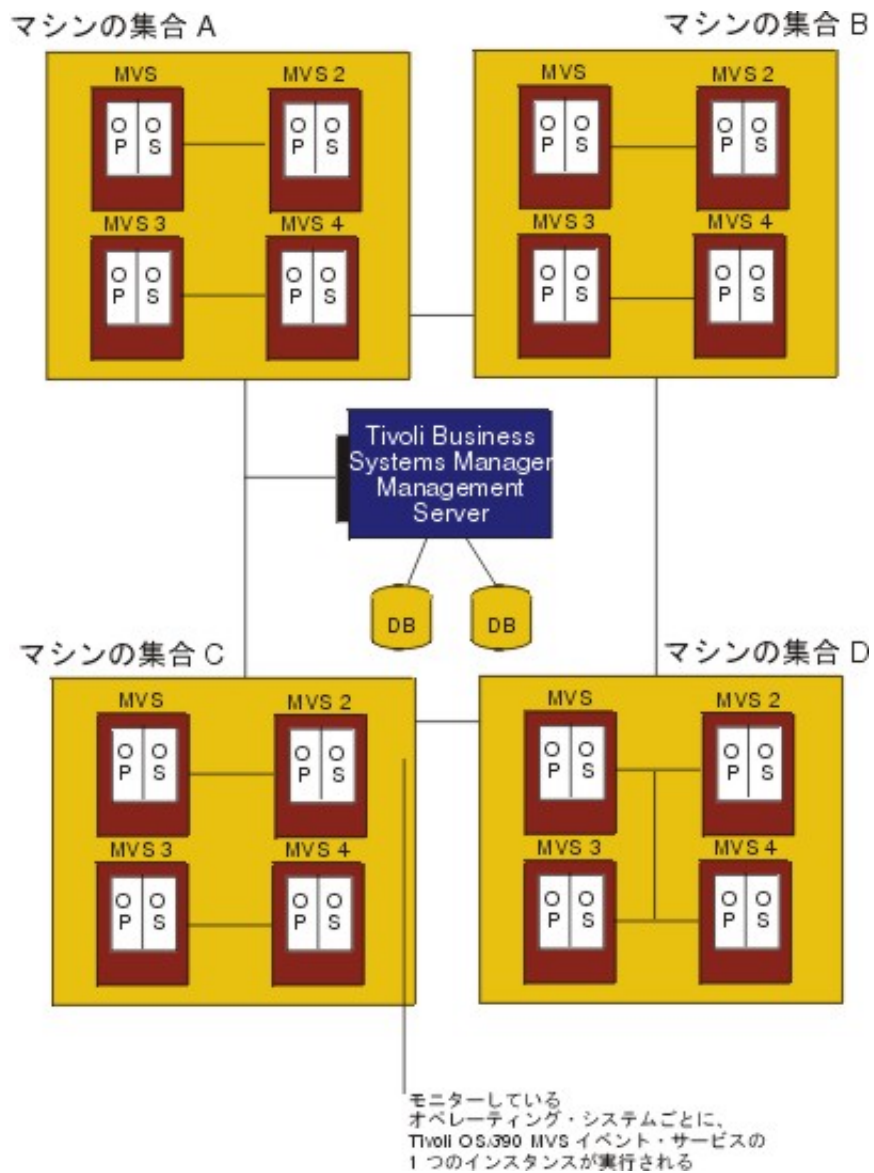 マシンの集合 A
マシンの集合 B
MVS
MVS 2
MVS
MVS 2
O P
O S
O P
O S
O P
O S
O P
O S
MVS 3
MVS 4
MVS 3
MVS 4
O P
O S
O P
O S
O P
O S
O P
O S
Tivoli Business
Systems Manager
Management
Server
DB
DB
マシンの集合 C
マシンの集合 D
MVS
MVS 2
MVS
MVS 2
O P
O S
O P
O S
O P
O S
O P
O S
MVS 3
MVS 4
MVS 3
MVS 4
O P
O S
O P
O S
O P
O S
O P
O S
モニターしている
オペレーティング・システムごとに、
Tivoli OS/390 MVS イベント・サービスの
1 つのインスタンスが実行される